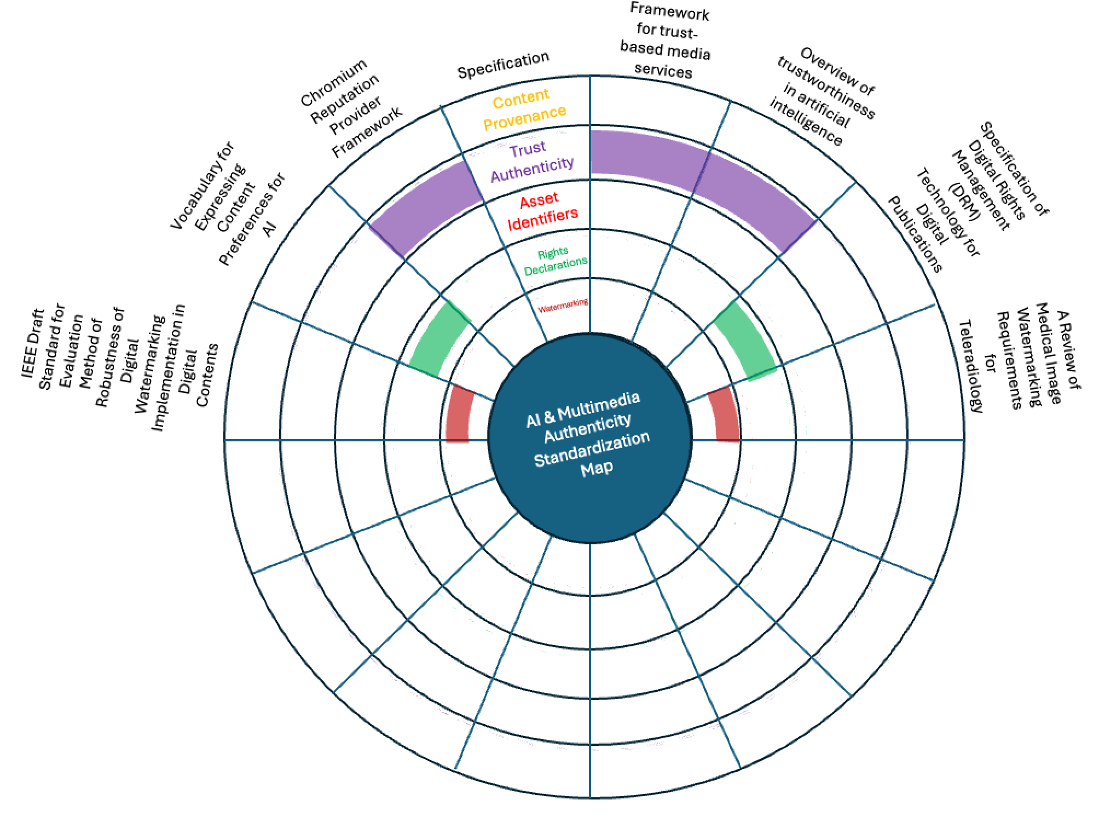 Framework
for trust-
based media
services
Specification
Chromium
Reputation
Provider
Framework
Overview of
trustworthiness
in artificial
intelligence
Vocabulary for
Expressing
Content
Preferences for
AI
Specification of
Digital Rights
Management
(DRM)
Technology for
Digital
Publications
IEEE Draft
Standard for
Evaluation
Method of
Robustness of
Digital
Watermarking
Implementation in
Digital
Contents
A Review of
Medical Image
Watermarking
Requirements
for
Teleradiology
Content
Provenance
Trust
Authenticity
Asset
Identifiers
Rights
Declarations
Watermarking
AI & Multimedia
Authenticity
Standardization
Map